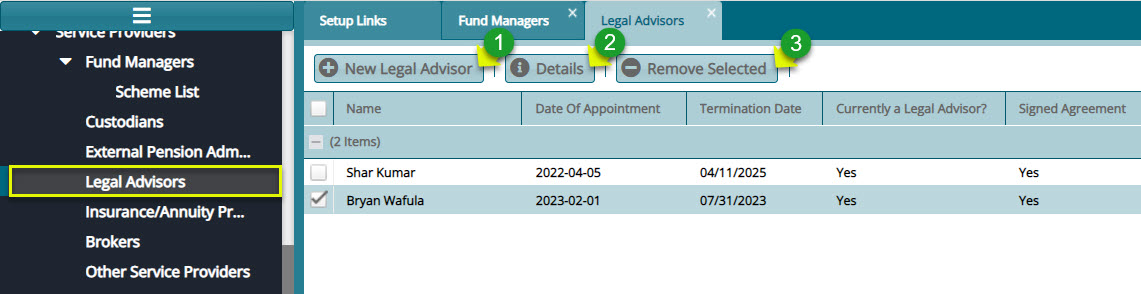 Setup Links
Fund Managers
Legal Advisors
Service Providers
Fund Managers
Scheme List
Custodians
External Pension Adm...
Legal Advisors
Insurance/Annuity Pr...
Brokers
Other Service Providers
1
2
3
New Legal Advisor
Details
Remove Selected
Name Date Of Appointment Termination Date Currently a Legal Advisor? Signed Agreement
(2 Items)
Shar Kumar 2022-04-05 04/11/2025 Yes Yes
Bryan Wafula 2023-02-01 07/31/2023 Yes Yes